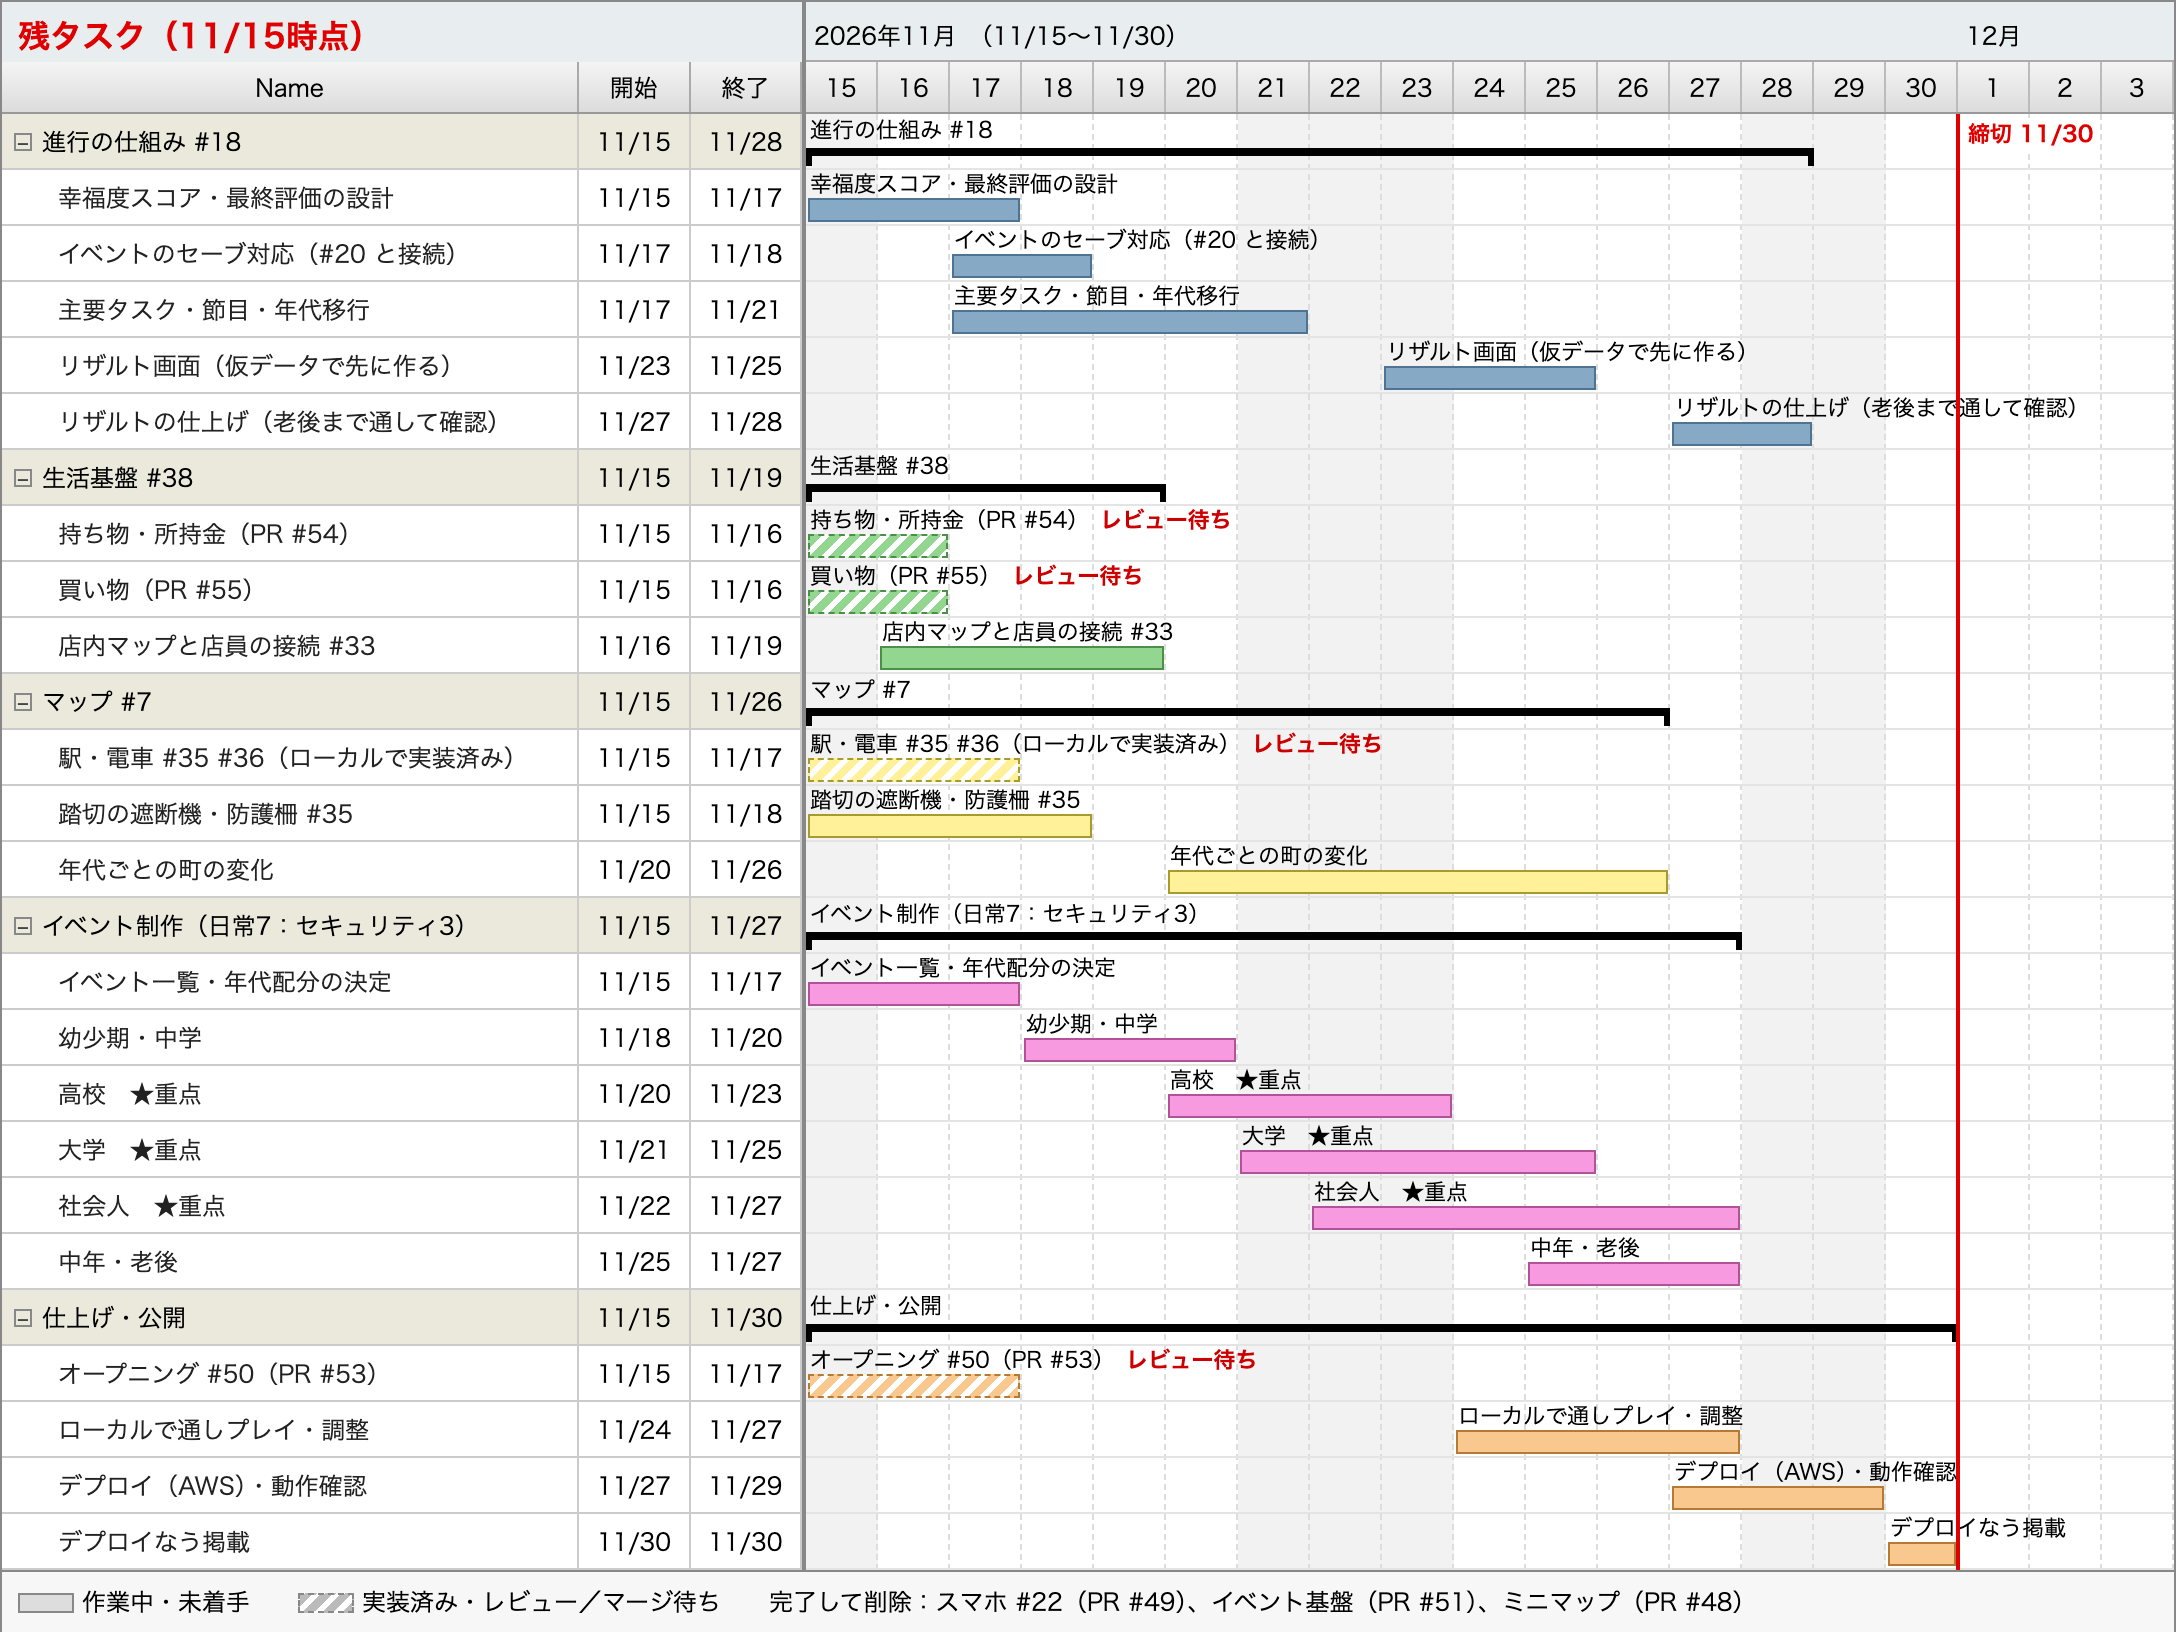 残タスク（11/15時点）
2026年11月　（11/15〜11/30）　12月
Name　開始　終了　15　16　17　18　19　20　21　22　23　24　25　26　27　28　29　30　1　2　3
進行の仕組み #18　11/15　11/28　進行の仕組み #18
締切 11/30
幸福度スコア・最終評価の設計　11/15　11/17　幸福度スコア・最終評価の設計
イベントのセーブ対応（#20 と接続）　11/17　11/18　イベントのセーブ対応（#20 と接続）
主要タスク・節目・年代移行　11/17　11/21　主要タスク・節目・年代移行
リザルト画面（仮データで先に作る）　11/23　11/25　リザルト画面（仮データで先に作る）
リザルトの仕上げ（老後まで通して確認）　11/27　11/28　リザルトの仕上げ（老後まで通して確認）
生活基盤 #38　11/15　11/19　生活基盤 #38
持ち物・所持金（PR #54）　11/15　11/16　持ち物・所持金（PR #54）　レビュー待ち
買い物（PR #55）　11/15　11/16　買い物（PR #55）　レビュー待ち
店内マップと店員の接続 #33　11/16　11/19　店内マップと店員の接続 #33
マップ #7　11/15　11/26　マップ #7
駅・電車 #35 #36（ローカルで実装済み）　11/15　11/17　駅・電車 #35 #36（ローカルで実装済み）　レビュー待ち
踏切の遮断機・防護柵 #35　11/15　11/18　踏切の遮断機・防護柵 #35
年代ごとの町の変化　11/20　11/26　年代ごとの町の変化
イベント制作（日常7：セキュリティ3）　11/15　11/27　イベント制作（日常7：セキュリティ3）
イベント一覧・年代配分の決定　11/15　11/17　イベント一覧・年代配分の決定
幼少期・中学　11/18　11/20　幼少期・中学
高校　★重点　11/20　11/23　高校　★重点
大学　★重点　11/21　11/25　大学　★重点
社会人　★重点　11/22　11/27　社会人　★重点
中年・老後　11/25　11/27　中年・老後
仕上げ・公開　11/15　11/30　仕上げ・公開
オープニング #50（PR #53）　11/15　11/17　オープニング #50（PR #53）　レビュー待ち
ローカルで通しプレイ・調整　11/24　11/27　ローカルで通しプレイ・調整
デプロイ（AWS）・動作確認　11/27　11/29　デプロイ（AWS）・動作確認
デプロイなう掲載　11/30　11/30　デプロイなう掲載
作業中・未着手　実装済み・レビュー／マージ待ち　完了して削除：スマホ #22（PR #49）、イベント基盤（PR #51）、ミニマップ（PR #48）